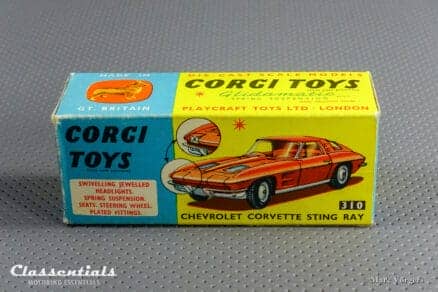 MADE IN
GT. BRITAIN
DIE-CAST SCALE MODELS
CORGI TOYS
Glidamatic
SPRING SUSPENSION
PLAYCRAFT TOYS LTD · LONDON
CORGI
TOYS
SWIVELLING JEWELLED
HEADLIGHTS.
SPRING SUSPENSION.
SEATS. STEERING WHEEL.
PLATED FITTINGS.
310
CHEVROLET CORVETTE STING RAY
Classentials
MOTORING ESSENTIALS